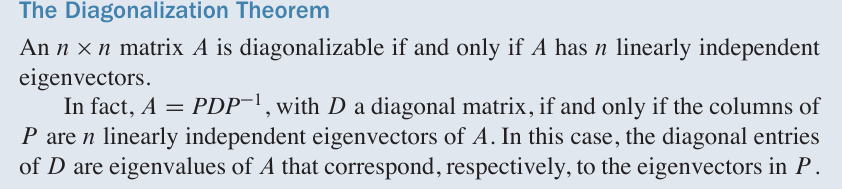 The Diagonalization Theorem
An n × n matrix A is diagonalizable if and only if A has n linearly independent
eigenvectors.
In fact, A = PDP⁻¹, with D a diagonal matrix, if and only if the columns of
P are n linearly independent eigenvectors of A. In this case, the diagonal entries
of D are eigenvalues of A that correspond, respectively, to the eigenvectors in P.